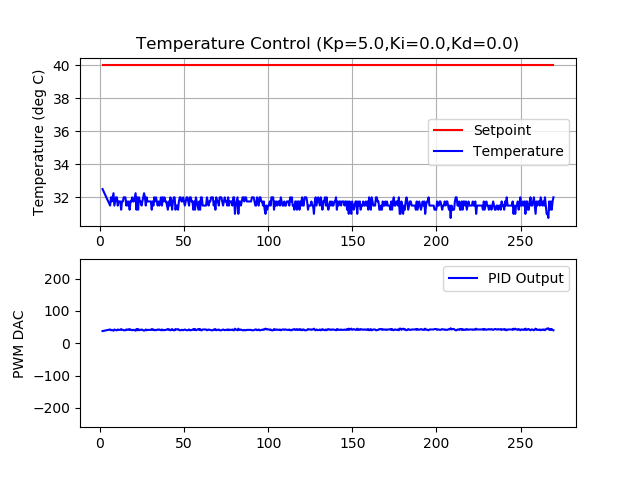 Temperature Control (Kp=5.0,Ki=0.0,Kd=0.0)
Temperature (deg C)
40
38
36
34
32
Setpoint
Temperature
0 50 100 150 200 250
PWM DAC
200
100
0
−100
−200
PID Output
0 50 100 150 200 250